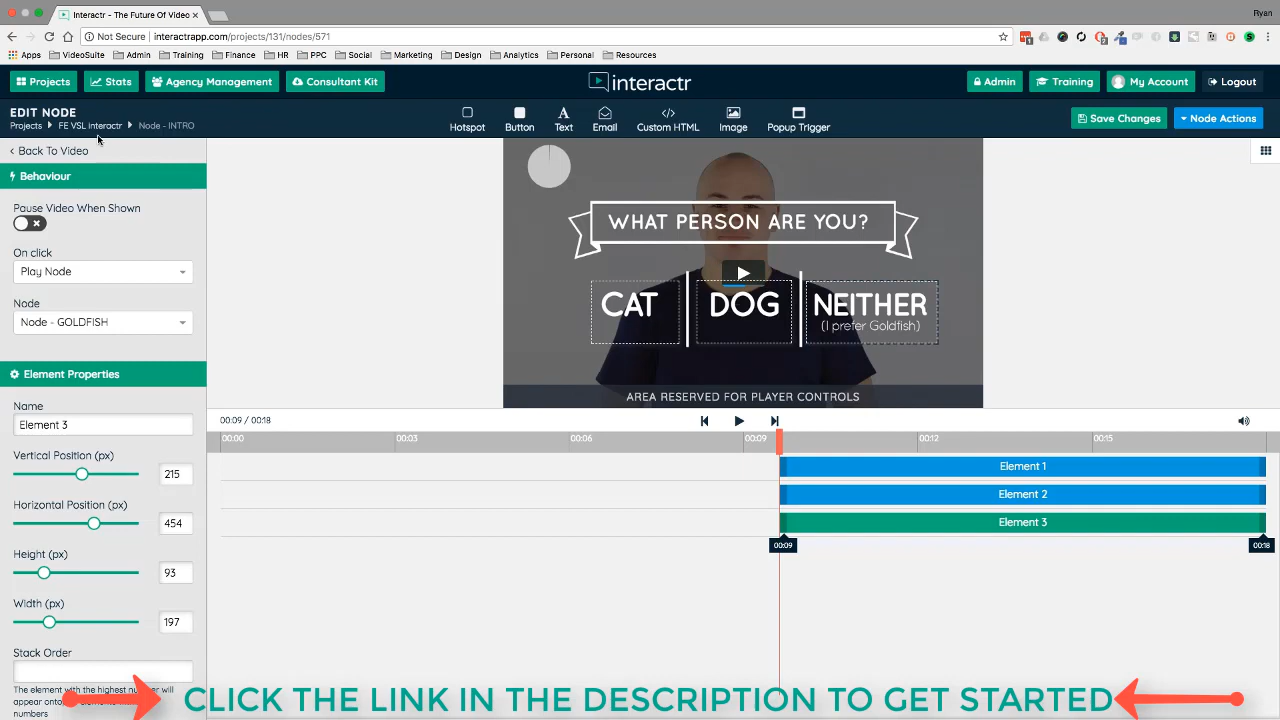 Interactr - The Future Of Video
Ryan
Not Secure
interactrapp.com/projects/131/nodes/571
Apps
VideoSuite
Admin
Training
Finance
HR
PPC
Social
Marketing
Design
Analytics
Personal
Resources
Projects
Stats
Agency Management
Consultant Kit
interactr
Admin
Training
My Account
Logout
EDIT NODE
Projects
FE VSL interactr
Node - INTRO
Hotspot
Button
Text
Email
Custom HTML
Image
Popup Trigger
Save Changes
Node Actions
Back To Video
Behaviour
Pause Video When Shown
On click
Play Node
Node
Node - GOLDFISH
Element Properties
Name
Element 3
Vertical Position (px)
215
Horizontal Position (px)
454
Height (px)
93
Width (px)
197
Stack Order
The element with the highest number will
appear onto
numbers
WHAT PERSON ARE YOU?
CAT
DOG
NEITHER
(I prefer Goldfish)
AREA RESERVED FOR PLAYER CONTROLS
00:09 / 00:18
00:00
00:03
00:06
00:09
00:12
00:15
Element 1
Element 2
Element 3
00:09
00:18
CLICK THE LINK IN THE DESCRIPTION TO GET STARTED